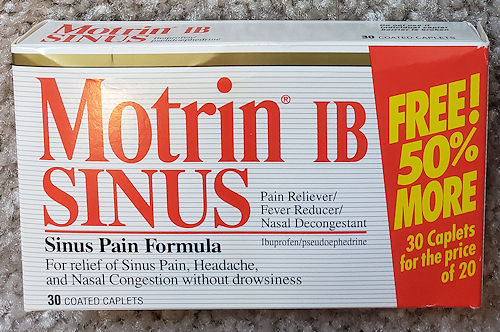 Motrin IB
SINUS Ibuprofen/
pseudoephedrine
30 COATED CAPLETS
Motrin® IB
SINUS
Pain Reliever/
Fever Reducer/
Nasal Decongestant
Ibuprofen/pseudoephedrine
Sinus Pain Formula
For relief of Sinus Pain, Headache,
and Nasal Congestion without drowsiness
30 COATED CAPLETS
FREE!
50%
MORE
30 Caplets
for the price
of 20